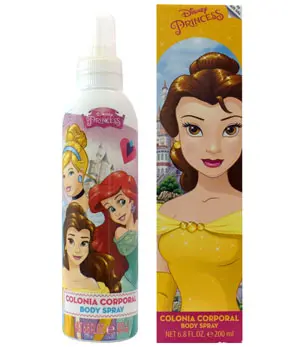 Disney
PRINCESS
COLONIA CORPORAL
BODY SPRAY
Disney
PRINCESS
COLONIA CORPORAL
BODY SPRAY
NET 6.8 FL.OZ. ℮ 200 ml